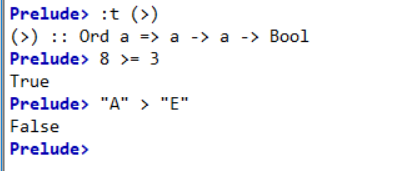 Prelude> :t (>)
(>) :: Ord a => a -> a -> Bool
Prelude> 8 >= 3
True
Prelude> "A" > "E"
False
Prelude>